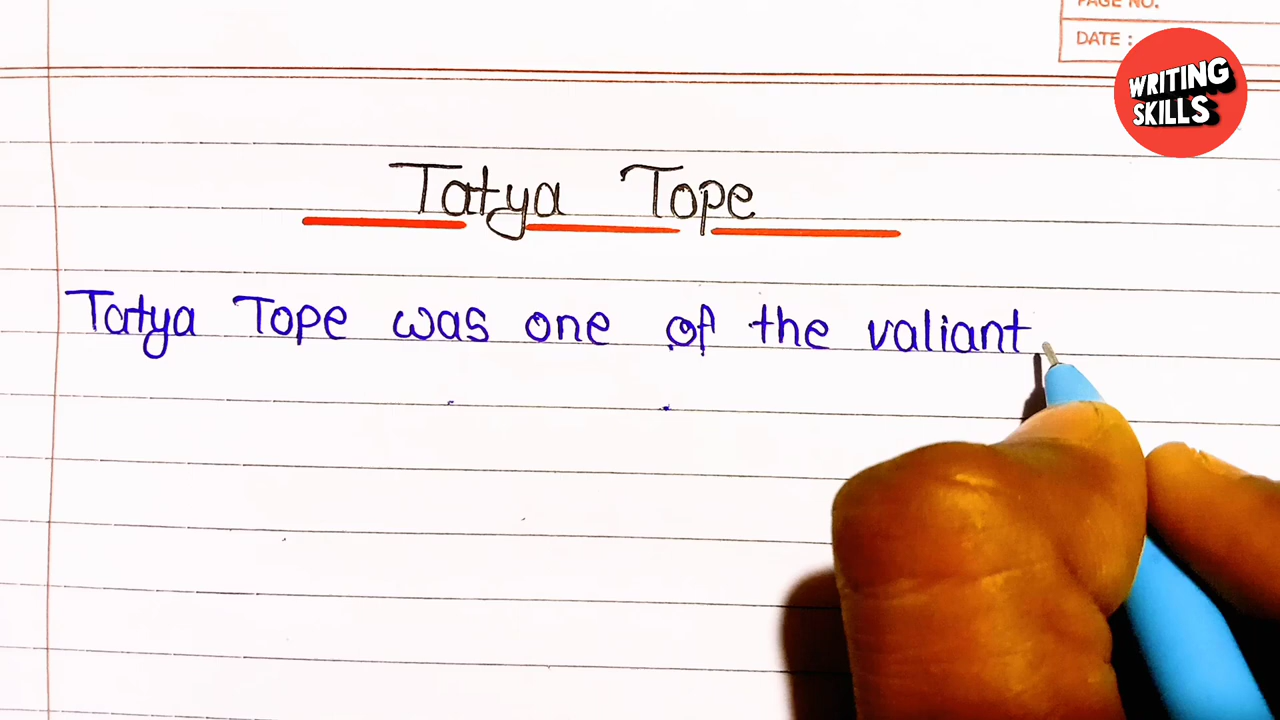 PAGE NO.
DATE :
WRITING
SKILLS
Tatya Tope
Tatya Tope was one of the valiant